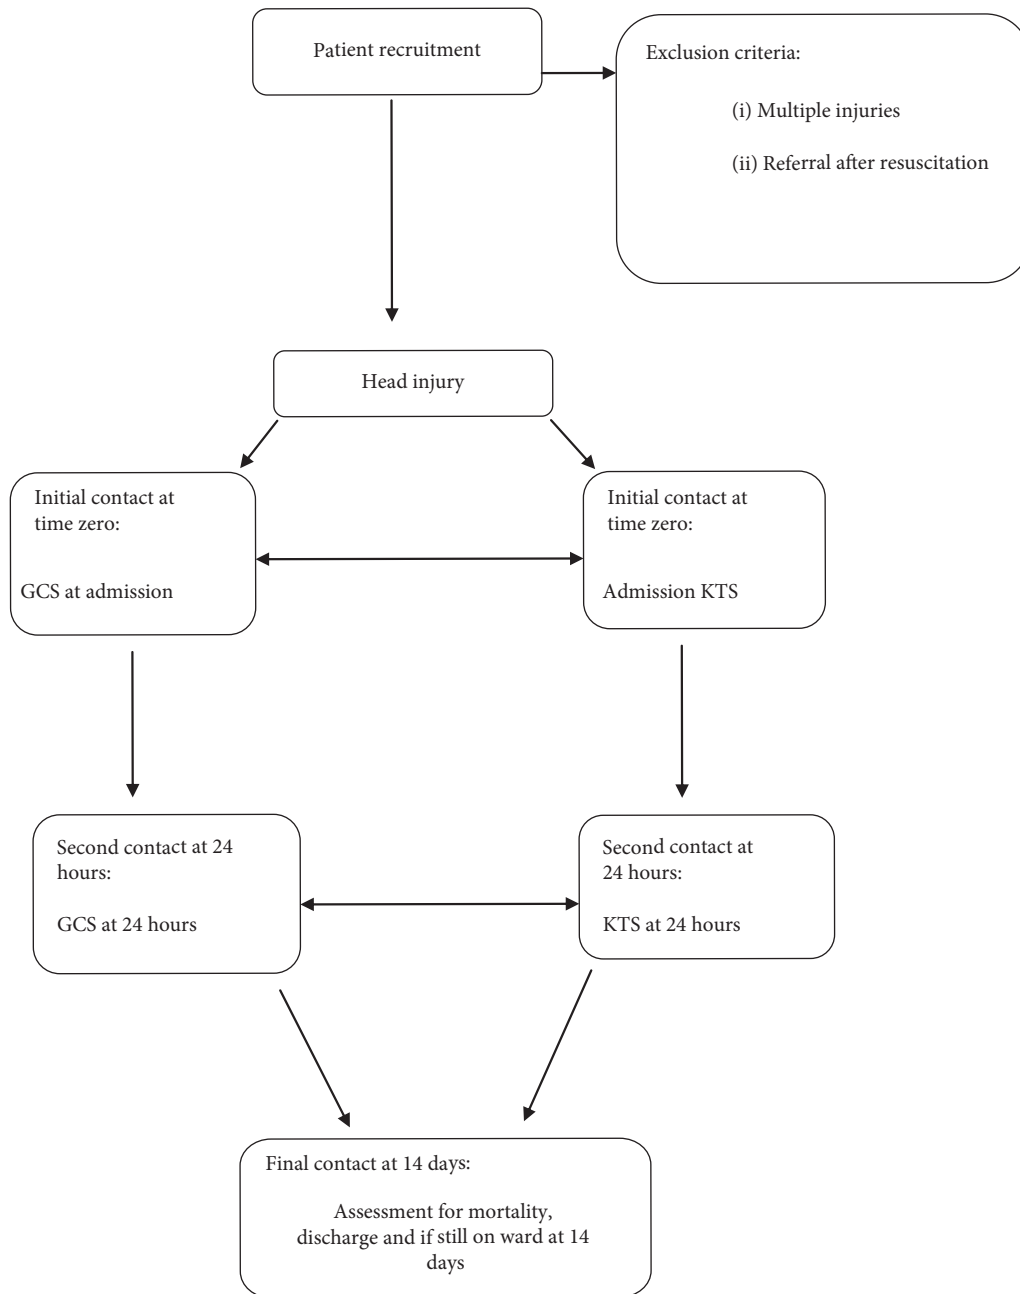 Patient recruitment
Exclusion criteria:
(i) Multiple injuries
(ii) Referral after resuscitation
Head injury
Initial contact at
time zero:
GCS at admission
Initial contact at
time zero:
Admission KTS
Second contact at 24
hours:
GCS at 24 hours
Second contact at
24 hours:
KTS at 24 hours
Final contact at 14 days:
Assessment for mortality,
discharge and if still on ward at 14
days